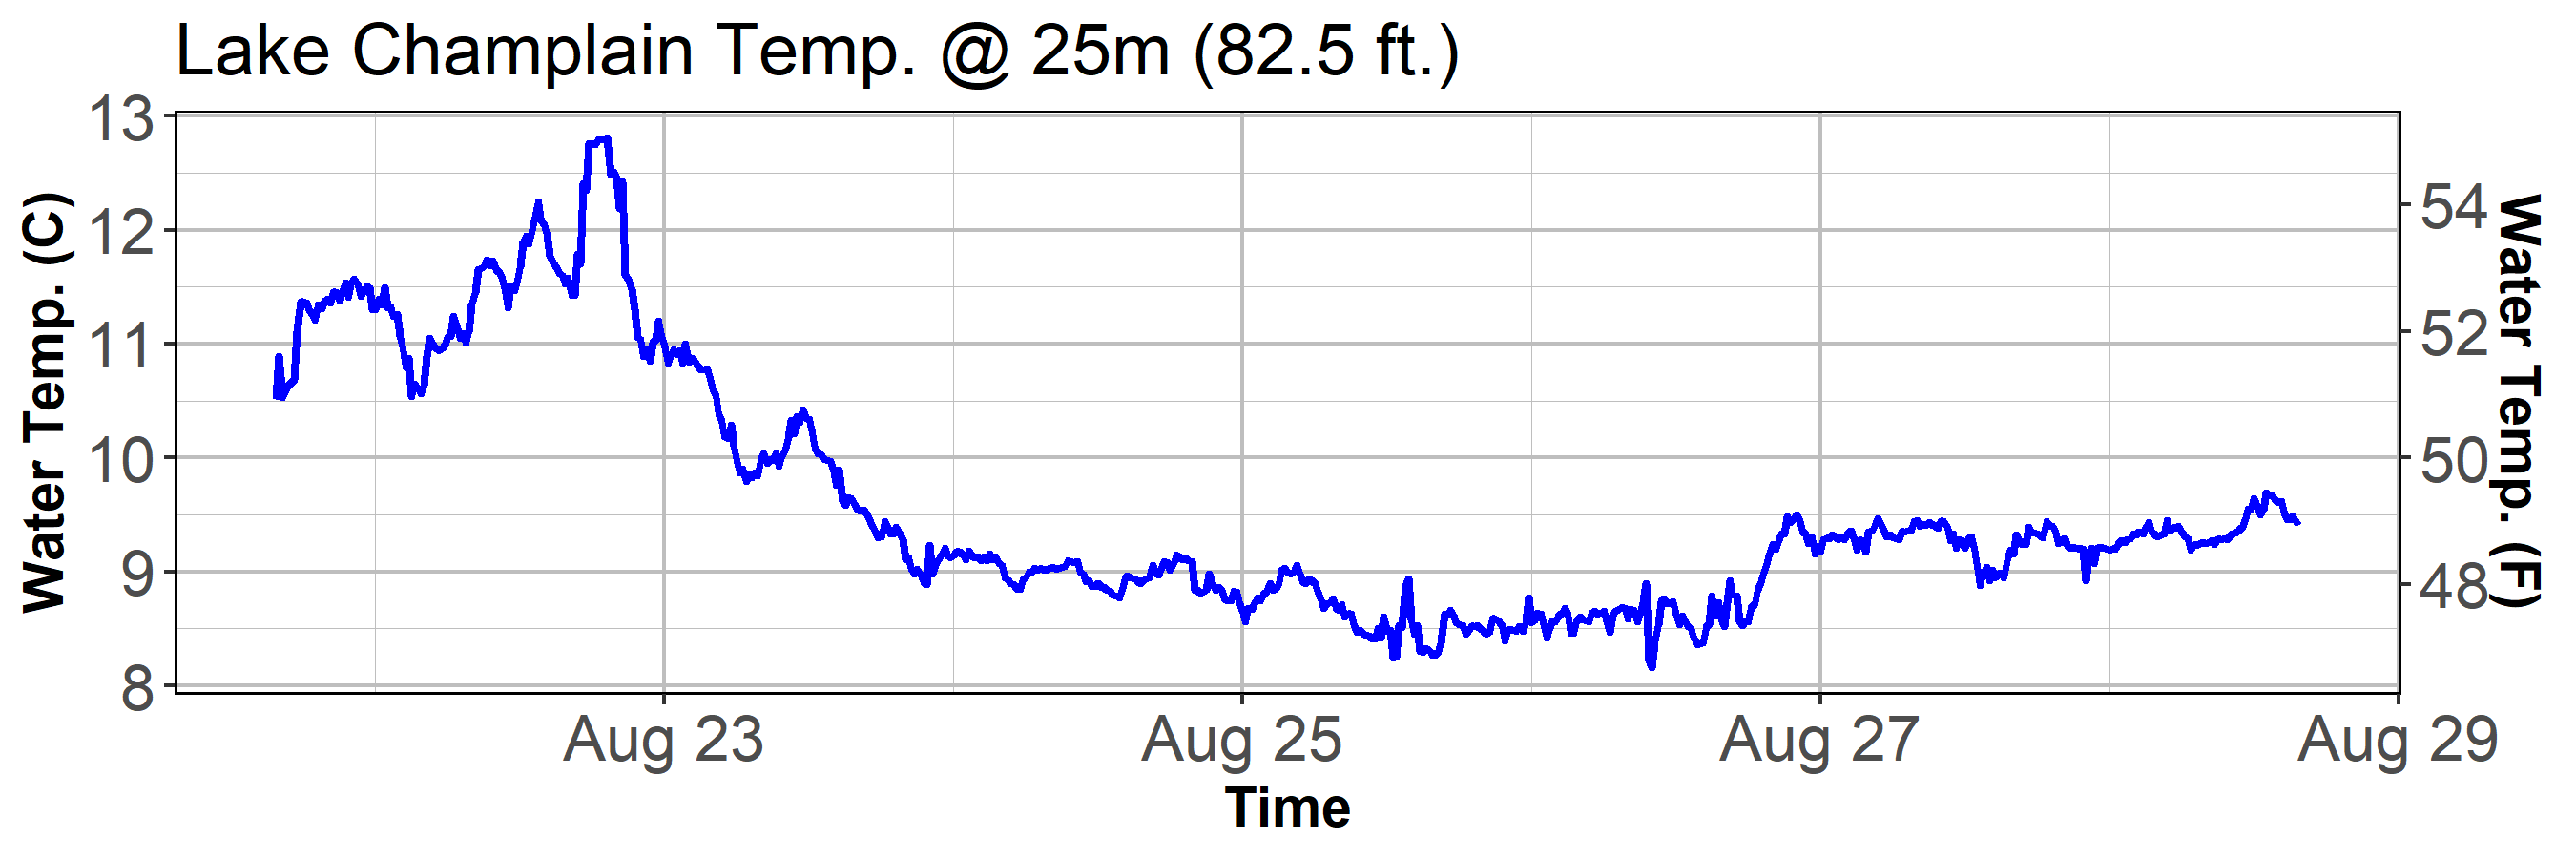 Lake Champlain Temp. @ 25m (82.5 ft.)
Water Temp. (C)
13
12
11
10
9
8
54
52
50
48
Water Temp. (F)
Aug 23 Aug 25 Aug 27 Aug 29
Time